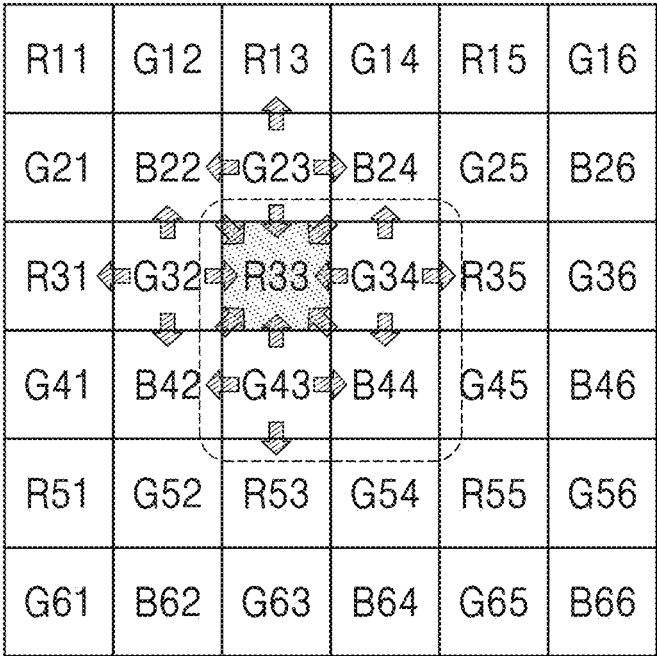 R11 G12 R13 G14 R15 G16
G21 B22 G23 B24 G25 B26
R31 G32 R33 G34 R35 G36
G41 B42 G43 B44 G45 B46
R51 G52 R53 G54 R55 G56
G61 B62 G63 B64 G65 B66